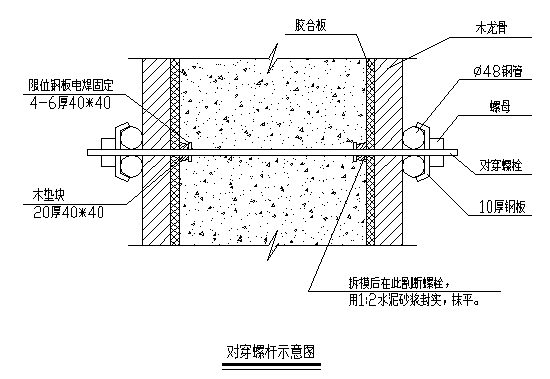 胶合板
木龙骨
限位钢板电焊固定
4-6厚40*40
Ø48钢管
螺母
对穿螺栓
木垫块
20厚40*40
10厚钢板
拆摸后在此割断螺栓，
用1:2水泥砂浆封实，抹平。
对穿螺杆示意图